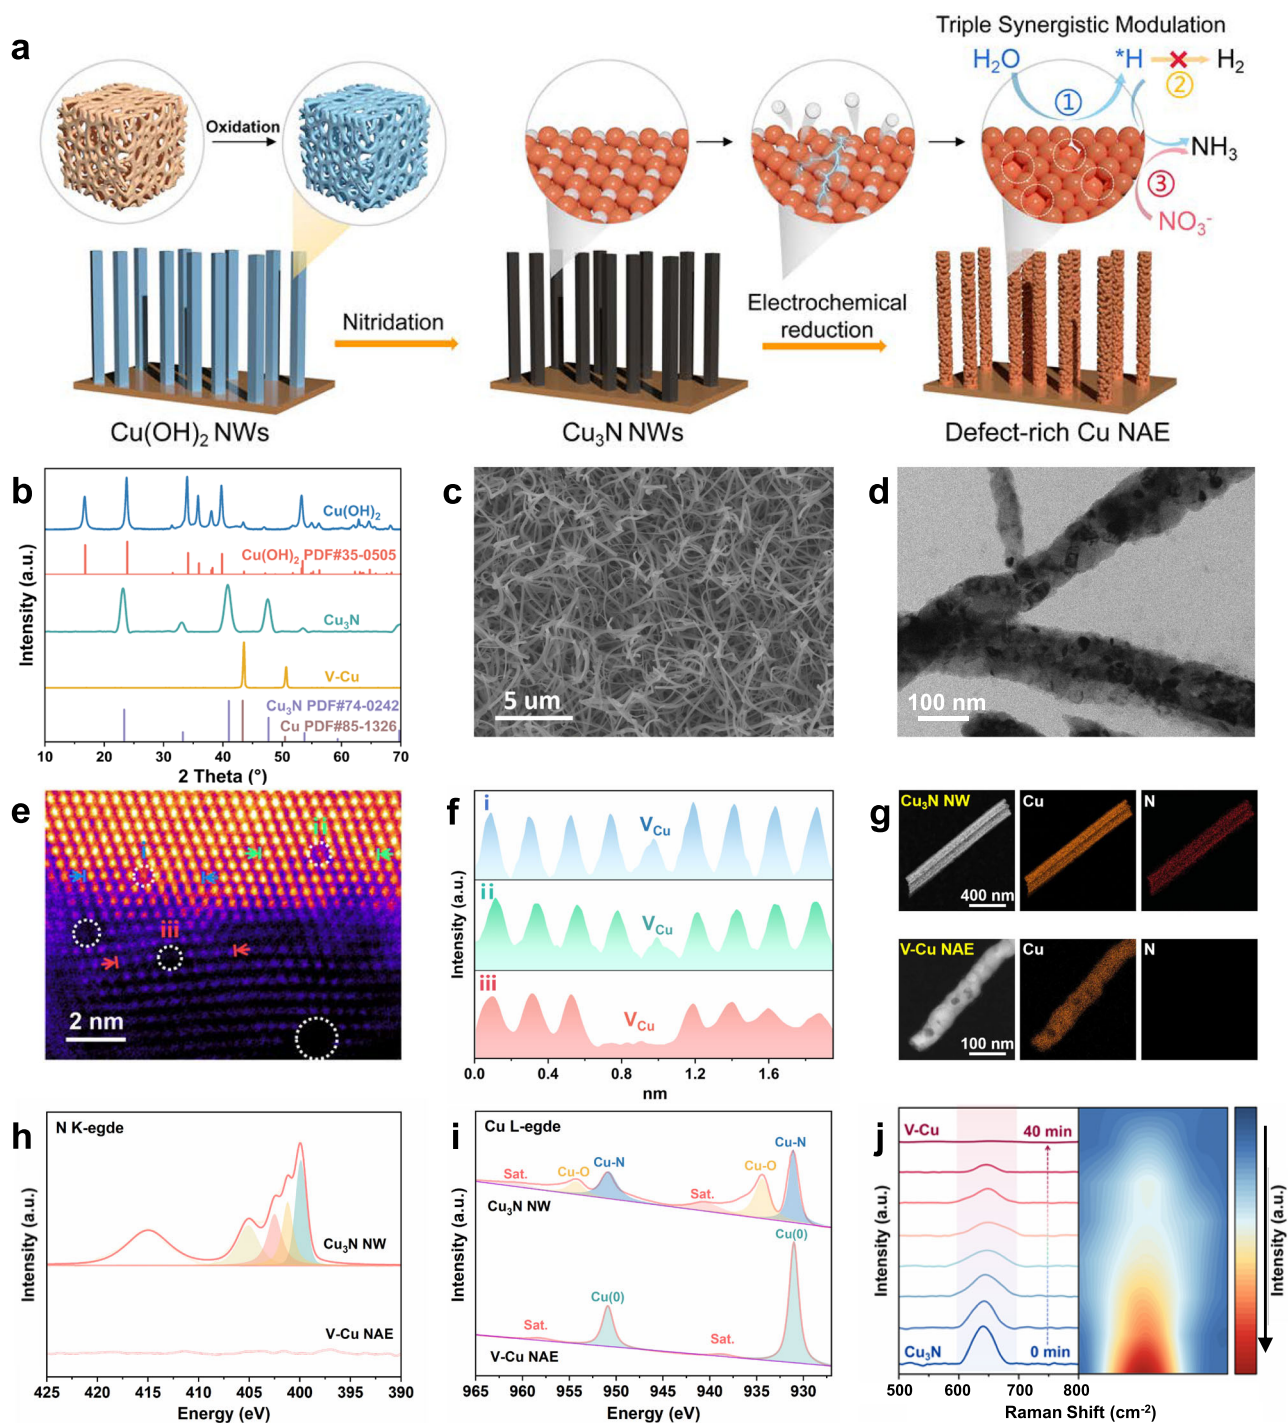 a
Triple Synergistic Modulation
H₂O
*H
H₂
①
②
NH₃
③
NO₃⁻
Oxidation
Nitridation
Electrochemical
reduction
Cu(OH)₂ NWs
Cu₃N NWs
Defect-rich Cu NAE
b
Cu(OH)₂
Cu(OH)₂ PDF#35-0505
Cu₃N
V-Cu
Cu₃N PDF#74-0242
Cu PDF#85-1326
Intensity (a.u.)
10 20 30 40 50 60 70
2 Theta (°)
c
5 um
d
100 nm
e
i
ii
iii
2 nm
f
i
V_Cu
ii
V_Cu
iii
V_Cu
Intensity (a.u.)
0.0 0.4 0.8 1.2 1.6
nm
g
Cu₃N NW
Cu
N
400 nm
V-Cu NAE
Cu
N
100 nm
h
N K-egde
Cu₃N NW
V-Cu NAE
Intensity (a.u.)
425 420 415 410 405 400 395 390
Energy (eV)
i
Cu L-egde
Sat.
Cu-O
Cu-N
Sat.
Cu-O
Cu-N
Cu₃N NW
Cu(0)
Cu(0)
Sat.
Sat.
V-Cu NAE
Intensity (a.u.)
965 960 955 950 945 940 935 930
Energy (eV)
j
V-Cu
40 min
Cu₃N
0 min
Intensity (a.u.)
500 600 700 800
Raman Shift (cm⁻²)
Intensity (a.u.)